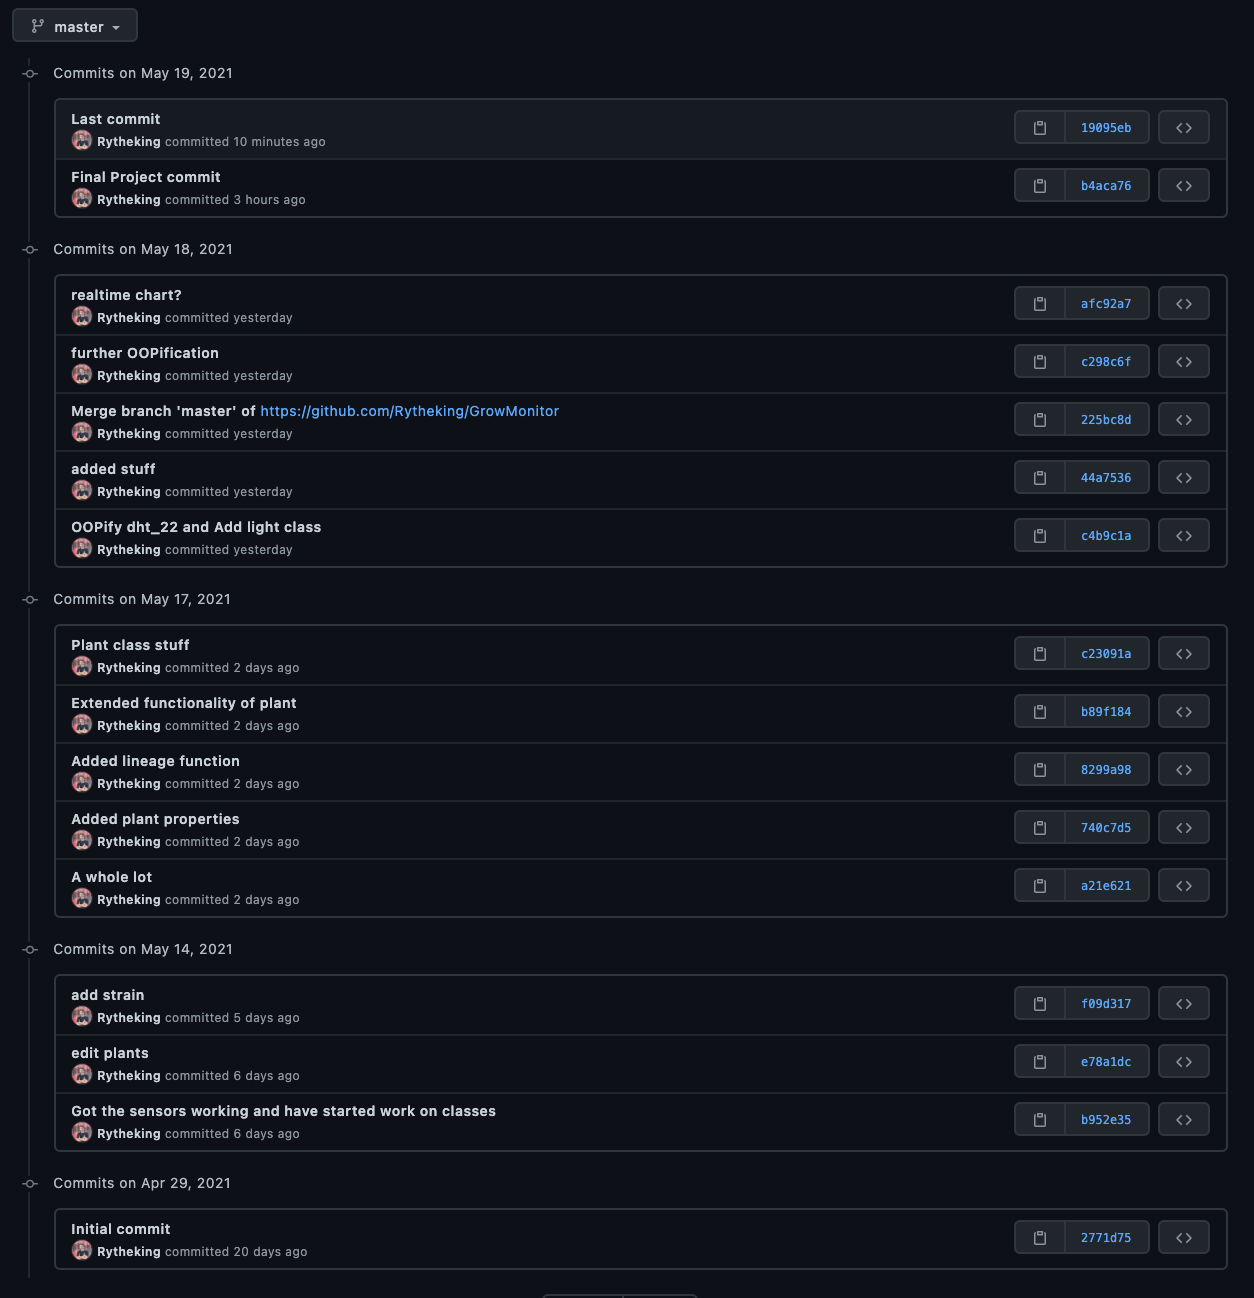 master
Commits on May 19, 2021
Last commit
Rytheking committed 10 minutes ago
19095eb
Final Project commit
Rytheking committed 3 hours ago
b4aca76
Commits on May 18, 2021
realtime chart?
Rytheking committed yesterday
afc92a7
further OOPification
Rytheking committed yesterday
c298c6f
Merge branch 'master' of https://github.com/Rytheking/GrowMonitor
Rytheking committed yesterday
225bc8d
added stuff
Rytheking committed yesterday
44a7536
OOPify dht_22 and Add light class
Rytheking committed yesterday
c4b9c1a
Commits on May 17, 2021
Plant class stuff
Rytheking committed 2 days ago
c23091a
Extended functionality of plant
Rytheking committed 2 days ago
b89f184
Added lineage function
Rytheking committed 2 days ago
8299a98
Added plant properties
Rytheking committed 2 days ago
740c7d5
A whole lot
Rytheking committed 2 days ago
a21e621
Commits on May 14, 2021
add strain
Rytheking committed 5 days ago
f09d317
edit plants
Rytheking committed 6 days ago
e78a1dc
Got the sensors working and have started work on classes
Rytheking committed 6 days ago
b952e35
Commits on Apr 29, 2021
Initial commit
Rytheking committed 20 days ago
2771d75